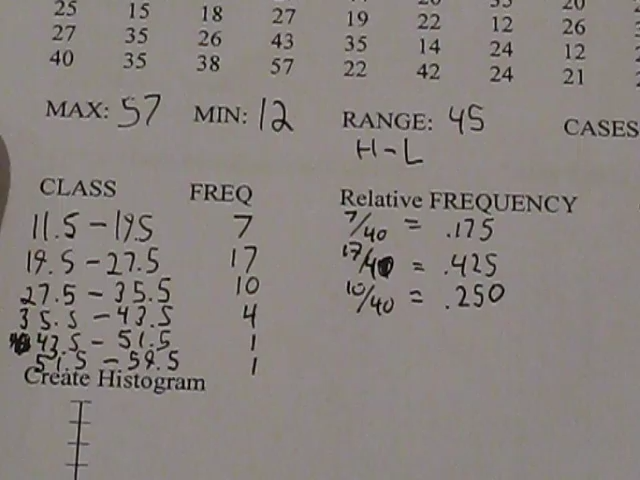 25 15 18 27 19 22 12 26
27 35 26 43 35 14 24 12
40 35 38 57 22 42 24 21
MAX: 57 MIN: 12 RANGE: 45 CASES
H-L
CLASS FREQ Relative FREQUENCY
11.5 - 19.5 7 7/40 = .175
19.5 - 27.5 17 17/40 = .425
27.5 - 35.5 10 10/40 = .250
35.5 - 43.5 4
43.5 - 51.5 1
51.5 - 59.5 1
Create Histogram